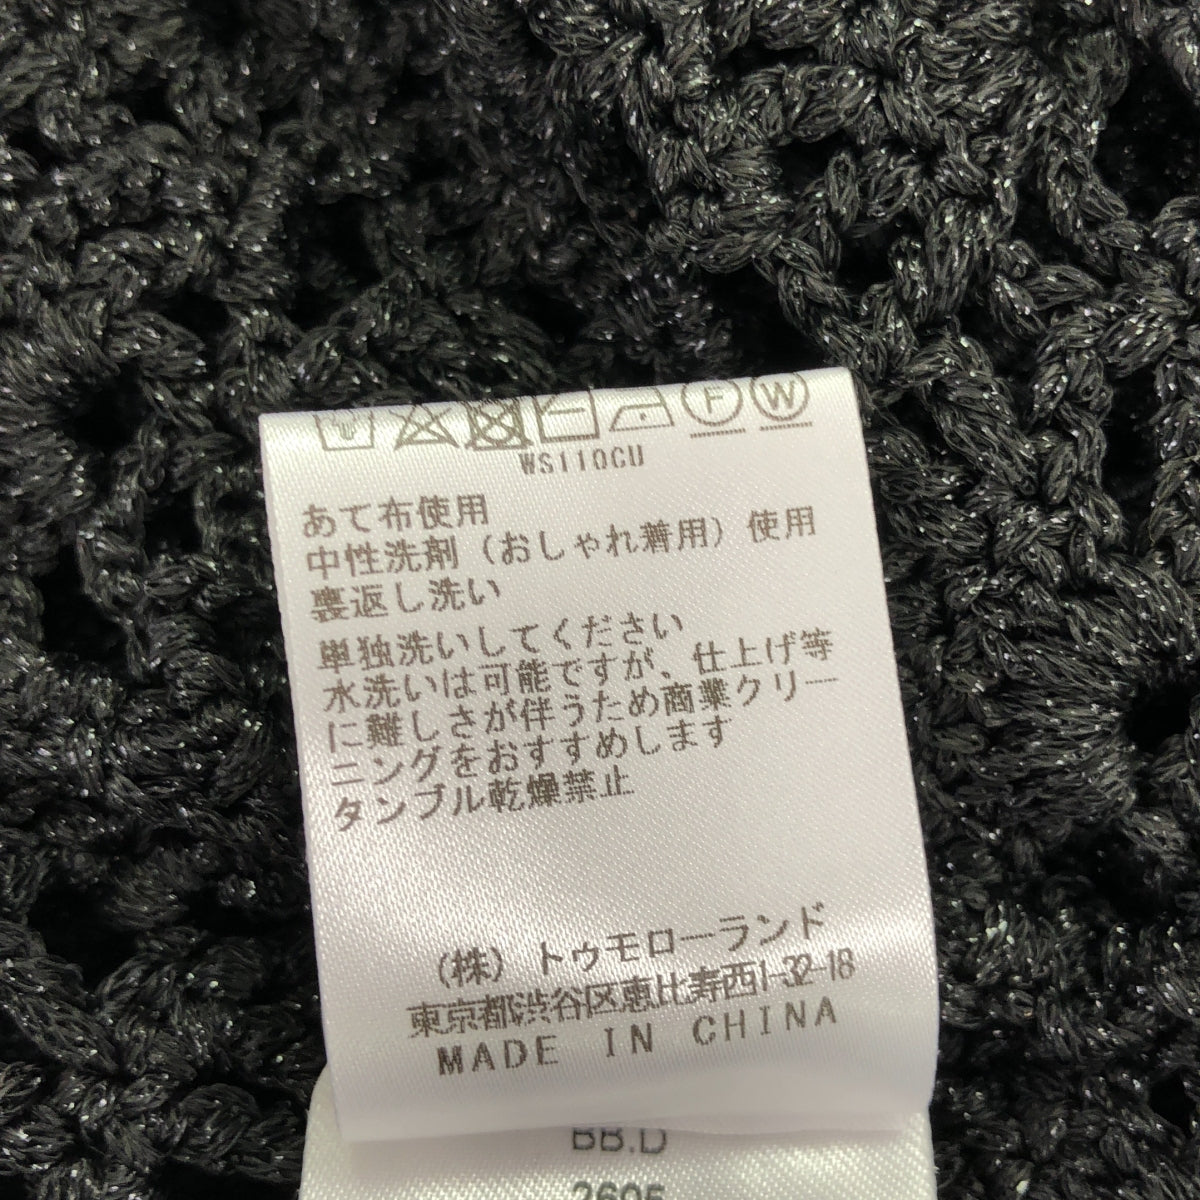 F W
WS110CU
あて布使用
中性洗剤（おしゃれ着用）使用
裏返し洗い
単独洗いしてください
水洗いは可能ですが、仕上げ等
に難しさが伴うため商業クリー
ニングをおすすめします
タンブル乾燥禁止
（株）トゥモローランド
東京都渋谷区恵比寿西1-32-18
MADE IN CHINA
BB.D
2605